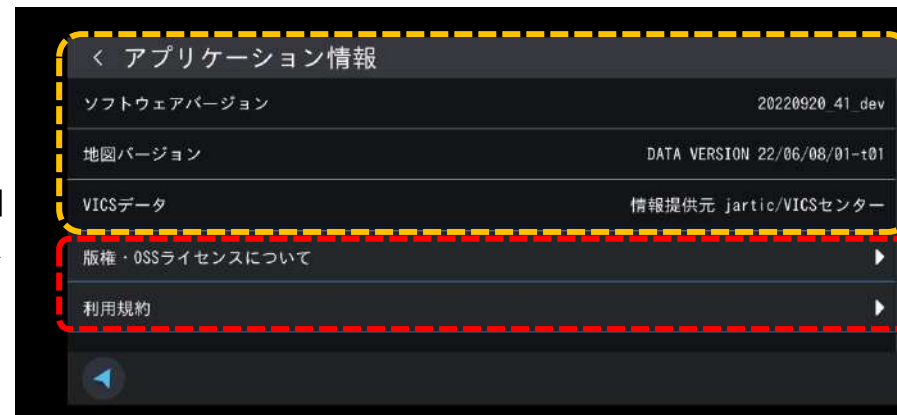 < アプリケーション情報
ソフトウェアバージョン 20220920_41_dev
地図バージョン DATA VERSION 22/06/08/01-t01
VICSデータ 情報提供元 jartic/VICSセンター
版権・OSSライセンスについて
利用規約